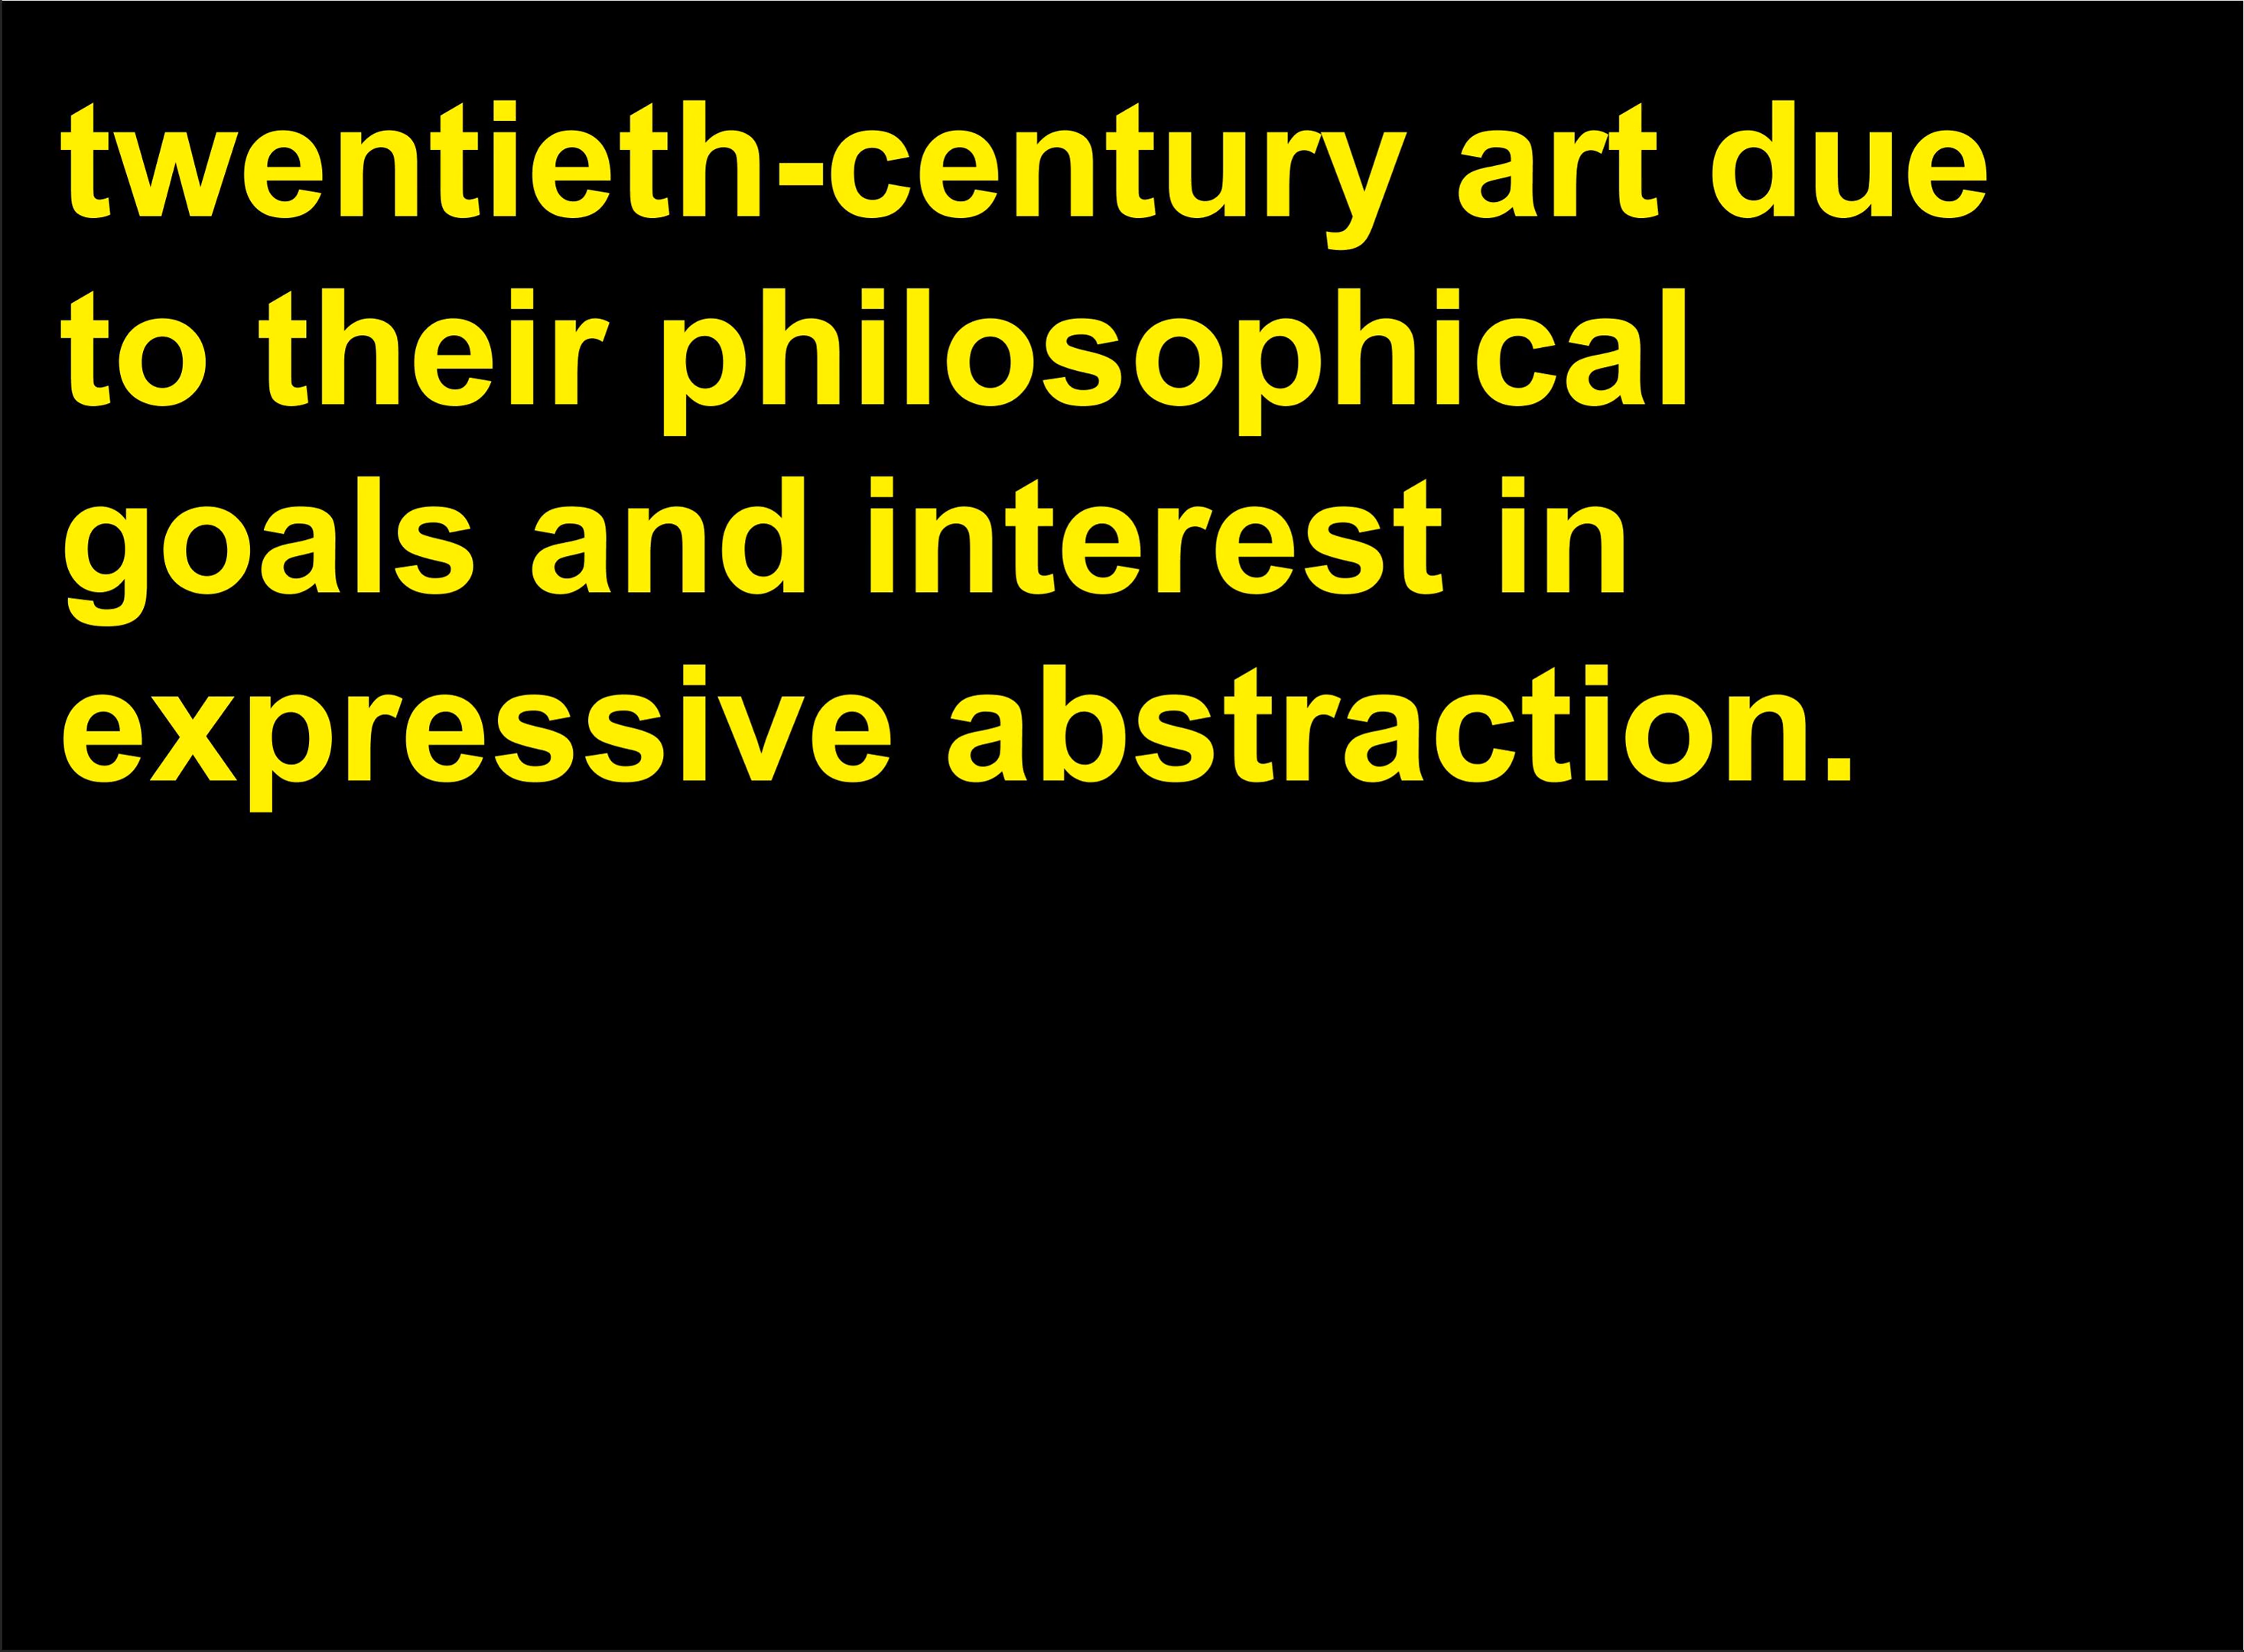 twentieth-century art due
to their philosophical
goals and interest in
expressive abstraction.